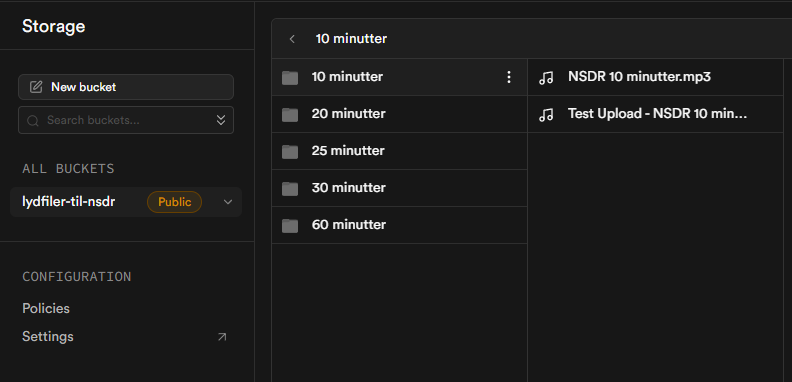 Storage
New bucket
Search buckets...
ALL BUCKETS
lydfiler-til-nsdr
Public
CONFIGURATION
Policies
Settings
10 minutter
10 minutter
20 minutter
25 minutter
30 minutter
60 minutter
NSDR 10 minutter.mp3
Test Upload - NSDR 10 min...